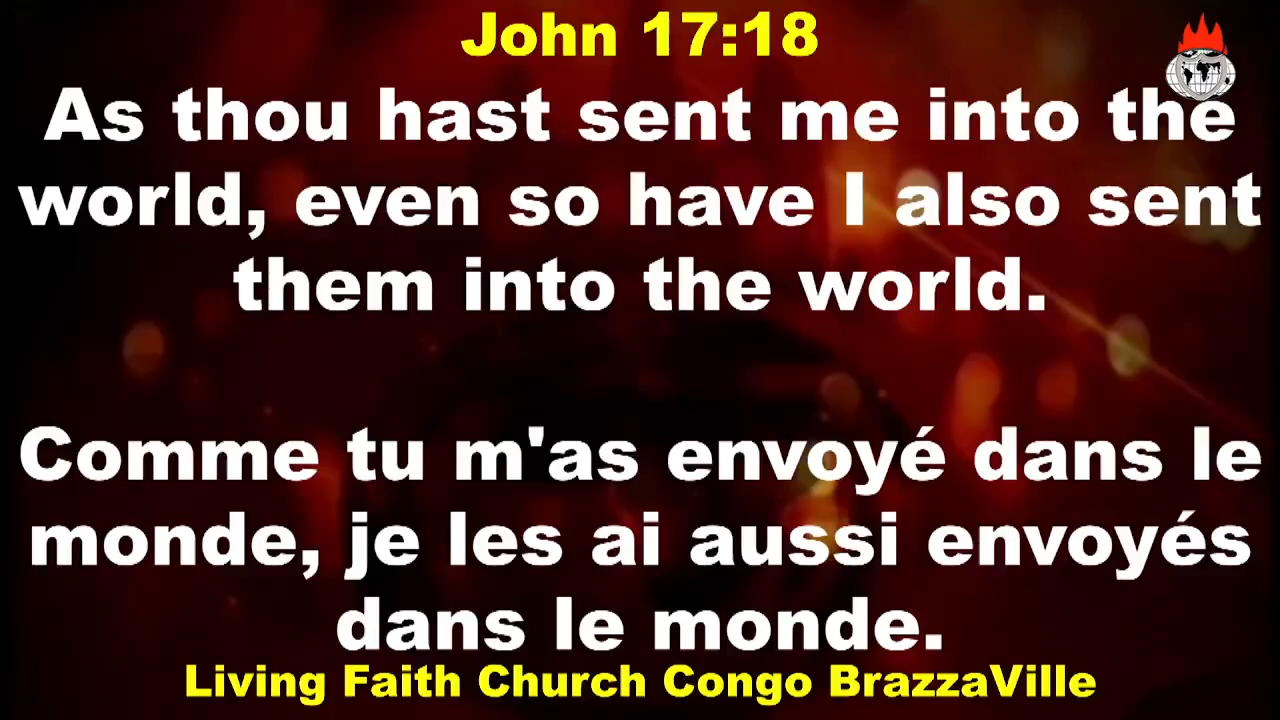 John 17:18
As thou hast sent me into the
world, even so have I also sent
them into the world.
Comme tu m'as envoyé dans le
monde, je les ai aussi envoyés
dans le monde.
Living Faith Church Congo BrazzaVille